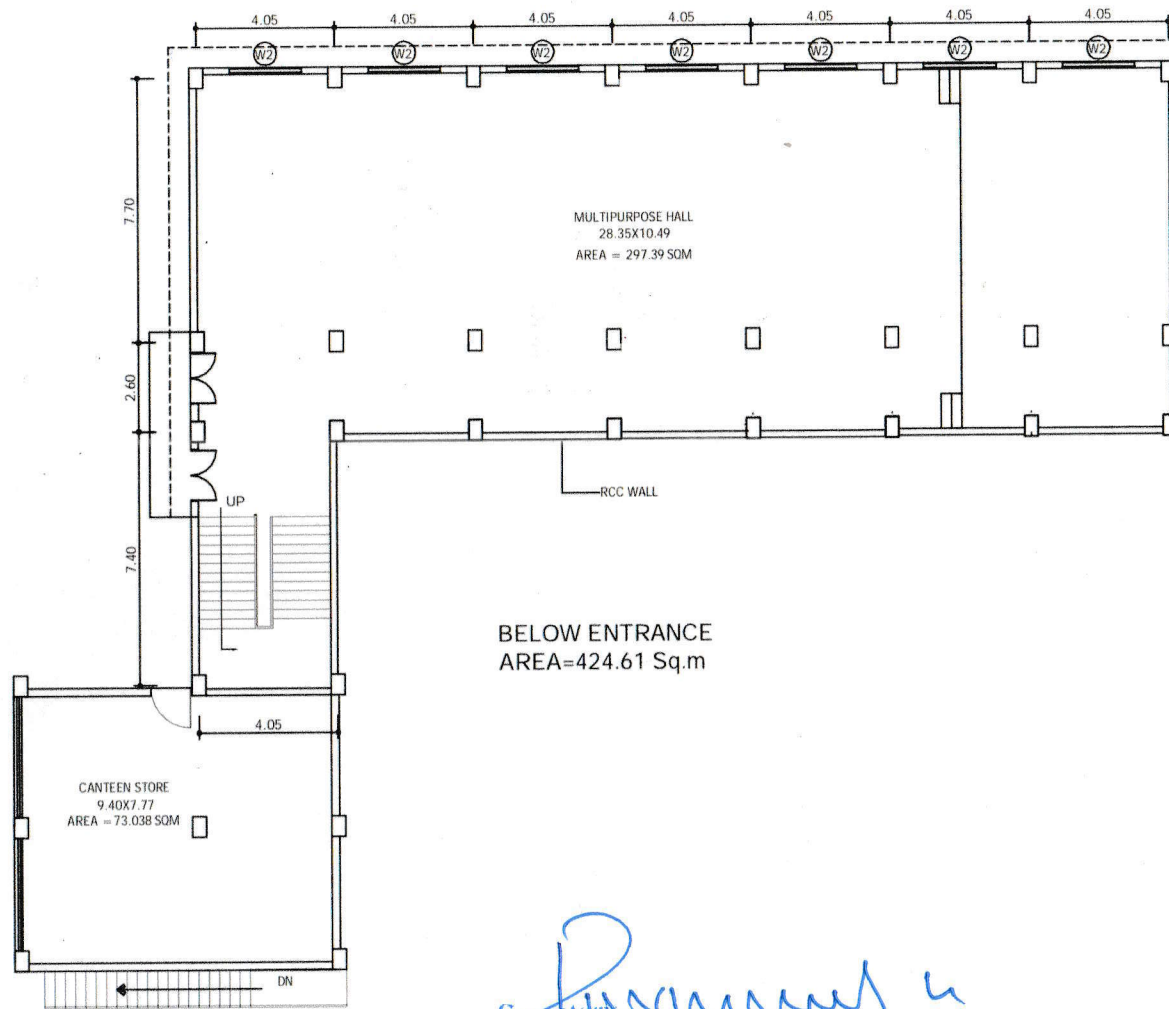 4.05 4.05 4.05 4.05 4.05 4.05 4.05
W2 W2 W2 W2 W2 W2 W2
7.70
MULTIPURPOSE HALL
28.35X10.49
AREA = 297.39 SQM
2.60
RCC WALL
UP
7.40
BELOW ENTRANCE
AREA=424.61 Sq.m
4.05
CANTEEN STORE
9.40X7.77
AREA = 73.038 SQM
DN